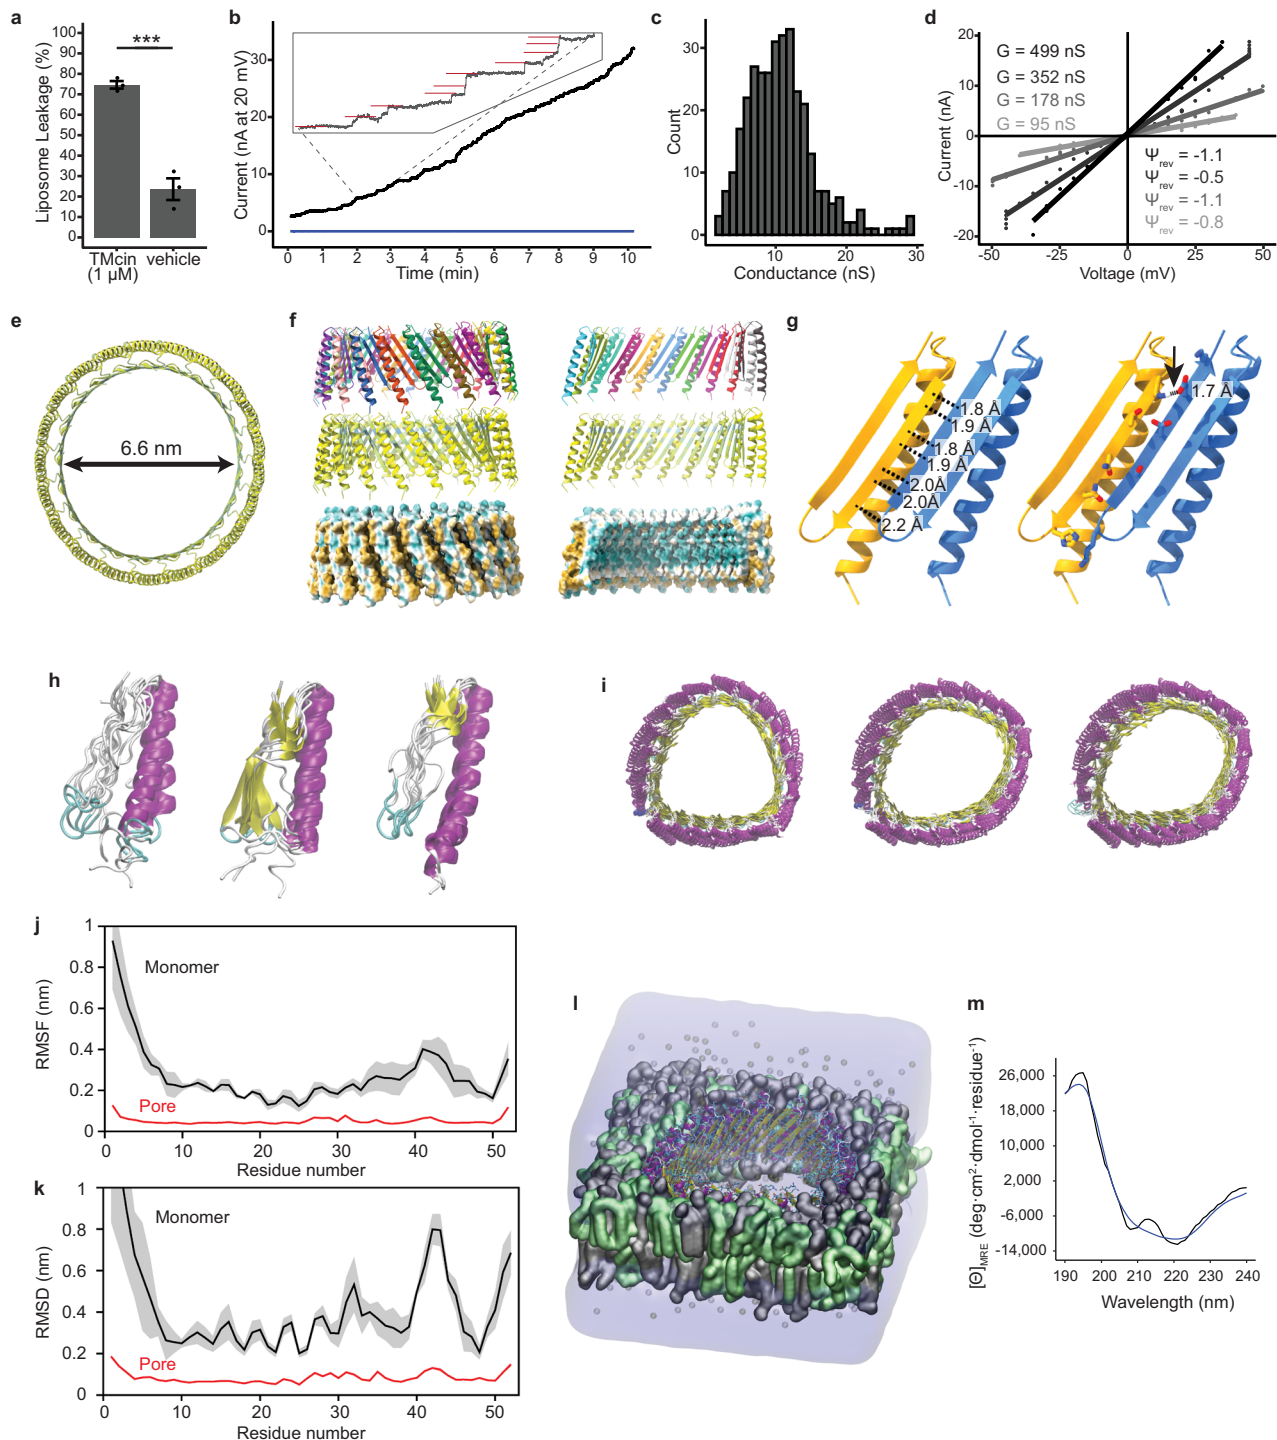 a
Liposome Leakage (%)
100
90
80
70
60
50
40
30
20
10
0
***
TMcin
(1 µM)
vehicle
b
Current (nA at 20 mV)
30
20
10
0
0 1 2 3 4 5 6 7 8 9 10
Time (min)
c
Count
30
20
10
0
0 10 20 30
Conductance (nS)
d
Current (nA)
20
10
0
-10
-20
G = 499 nS
G = 352 nS
G = 178 nS
G = 95 nS
Ψrev = -1.1
Ψrev = -0.5
Ψrev = -1.1
Ψrev = -0.8
-50 -25 0 25 50
Voltage (mV)
e
6.6 nm
f
g
1.8 Å
1.9 Å
1.8 Å
1.9 Å
2.0Å
2.0Å
2.2 Å
1.7 Å
h
i
j
RMSF (nm)
1
0.8
0.6
0.4
0.2
0
Monomer
Pore
0 10 20 30 40 50
Residue number
k
RMSD (nm)
1
0.8
0.6
0.4
0.2
0
Monomer
Pore
0 10 20 30 40 50
Residue number
l
m
[Θ]MRE (deg·cm²·dmol⁻¹·residue⁻¹)
26,000
18,000
10,000
2,000
-6,000
-14,000
190 200 210 220 230 240
Wavelength (nm)